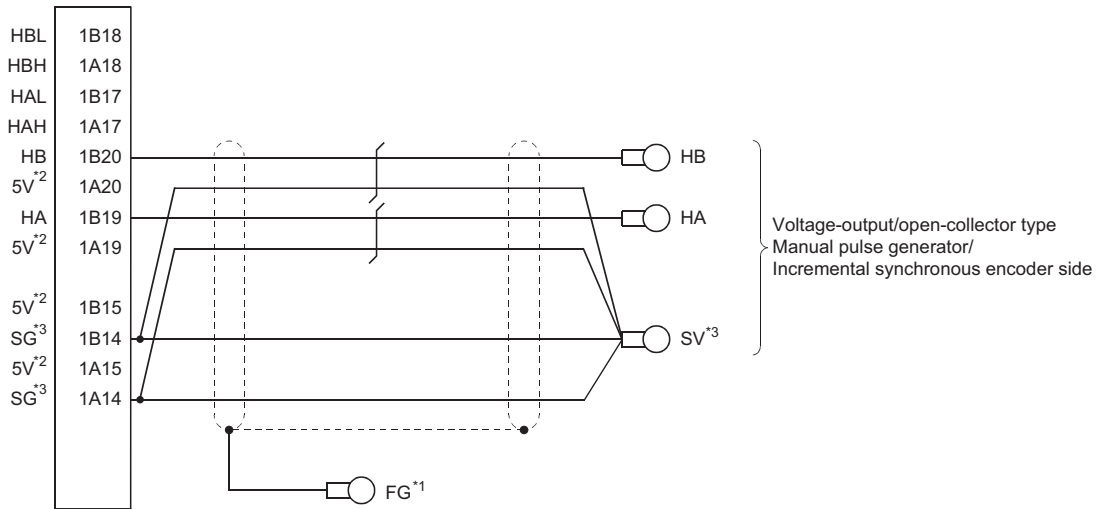 HBL 1B18
HBH 1A18
HAL 1B17
HAH 1A17
HB 1B20 HB
5V*2 1A20
HA 1B19 HA
5V*2 1A19
Voltage-output/open-collector type
Manual pulse generator/
Incremental synchronous encoder side
5V*2 1B15
SG*3 1B14 SV*3
5V*2 1A15
SG*3 1A14
FG*1